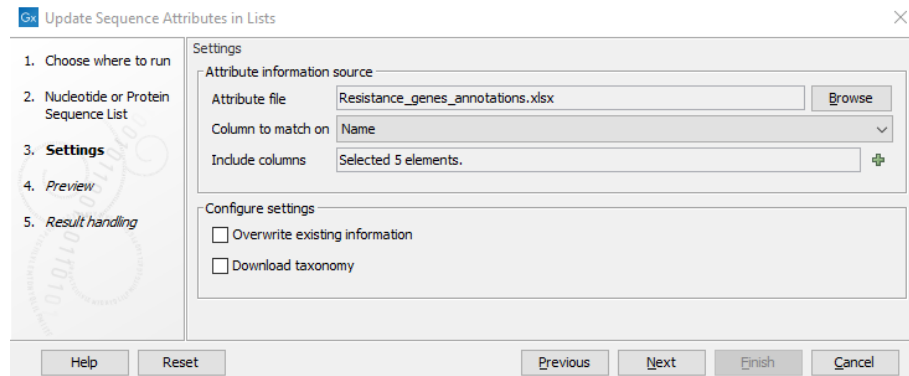 Gx Update Sequence Attributes in Lists
1. Choose where to run
2. Nucleotide or Protein
Sequence List
3. Settings
4. Preview
5. Result handling
Settings
Attribute information source
Attribute file Resistance_genes_annotations.xlsx Browse
Column to match on Name
Include columns Selected 5 elements.
Configure settings
Overwrite existing information
Download taxonomy
Help Reset Previous Next Finish Cancel